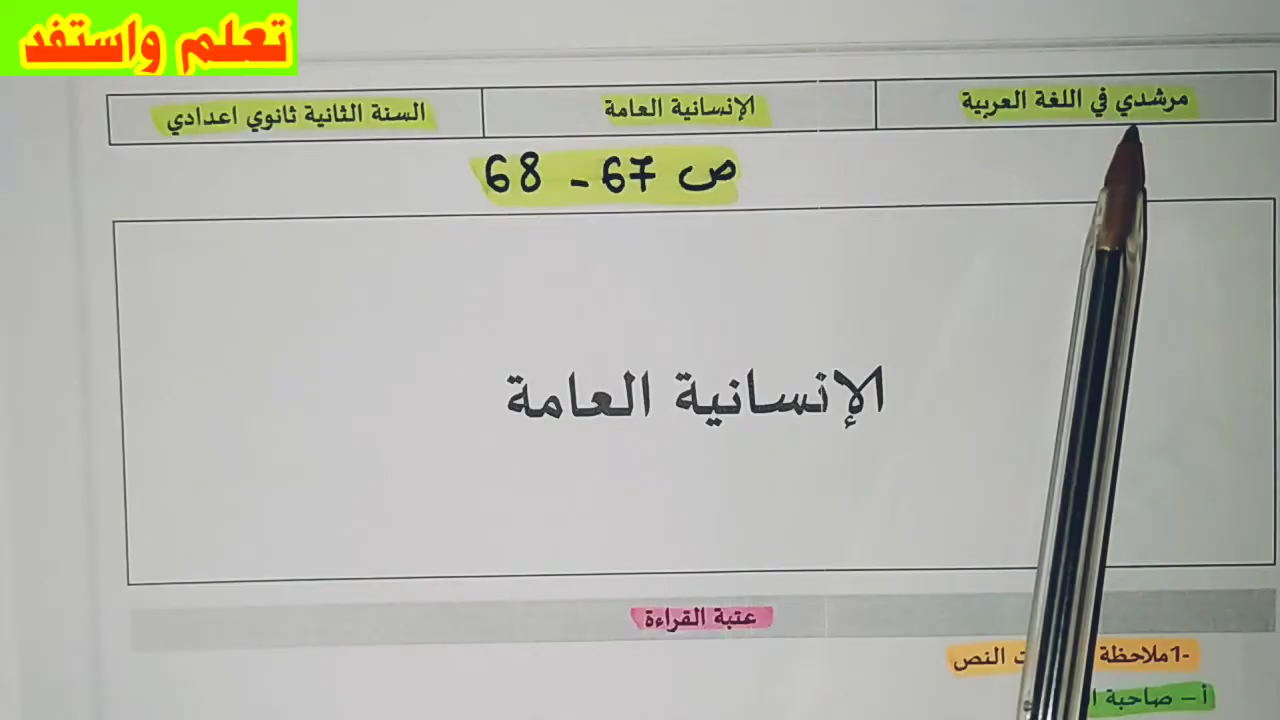 تعلم واستفد
مرشدي في اللغة العربية
الإنسانية العامة
السنة الثانية ثانوي اعدادي
ص 67 - 68
الإنسانية العامة
عتبة القراءة
1- ملاحظة النص
أ – صاحبة